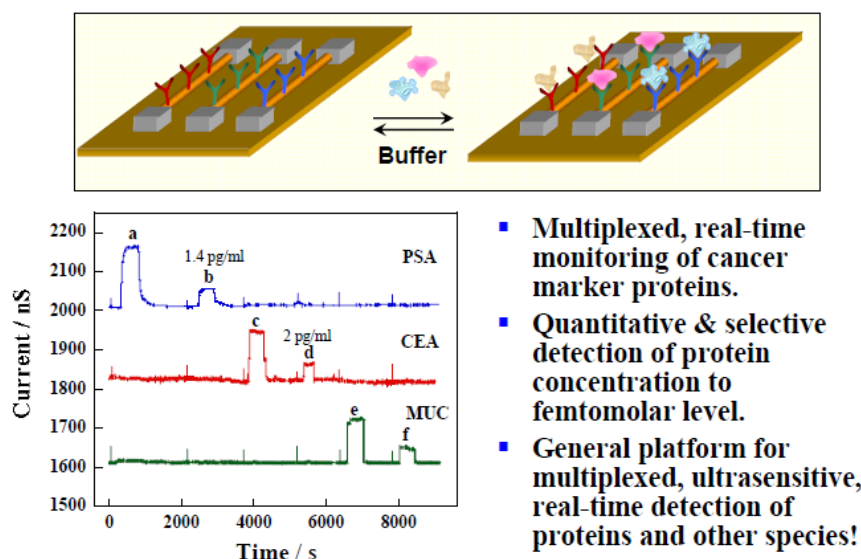 Buffer
2200
2100
2000
1900
1800
1700
1600
1500
Current / nS
a
1.4 pg/ml
b
PSA
c
2 pg/ml
d
CEA
e
MUC
f
0
2000
4000
6000
8000
Time / s
▪ Multiplexed, real-time
monitoring of cancer
marker proteins.
▪ Quantitative & selective
detection of protein
concentration to
femtomolar level.
▪ General platform for
multiplexed, ultrasensitive,
real-time detection of
proteins and other species!